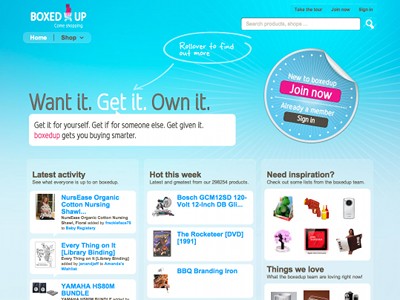 BOXED UP
Come shopping
Take the tour
Join now
Sign in
Home | Shop
Search products, shops....
Rollover to find
out more
Want it. Get it. Own it.
Get it for yourself. Get if for someone else. Get given it.
boxedup gets you buying smarter.
New to boxedup
Join now
Already a member
Sign in
Latest activity
See what everyone is up to on boxedup.
NursEase Organic
Cotton Nursing
Shawl...
NursEase Organic Cotton Nursing
Shawl, Floral added by
to Baby Registry
Every Thing on It
[Library Binding]
Every Thing on It [Library Binding]
added by amandjeff to Amanda's
Wishlist
YAMAHA HS80M
BUNDLE
YAMAHA HS80M BUNDLE
Hot this week
Latest and greatest from our 298254 products.
Bosch GCM12SD 120-
Volt 12-Inch DB Gli...
The Rocketeer [DVD]
[1991]
BBQ Branding Iron
Need inspiration?
Check out some lists from the boxedup team.
Things we love
What the boxedup team are loving right now!